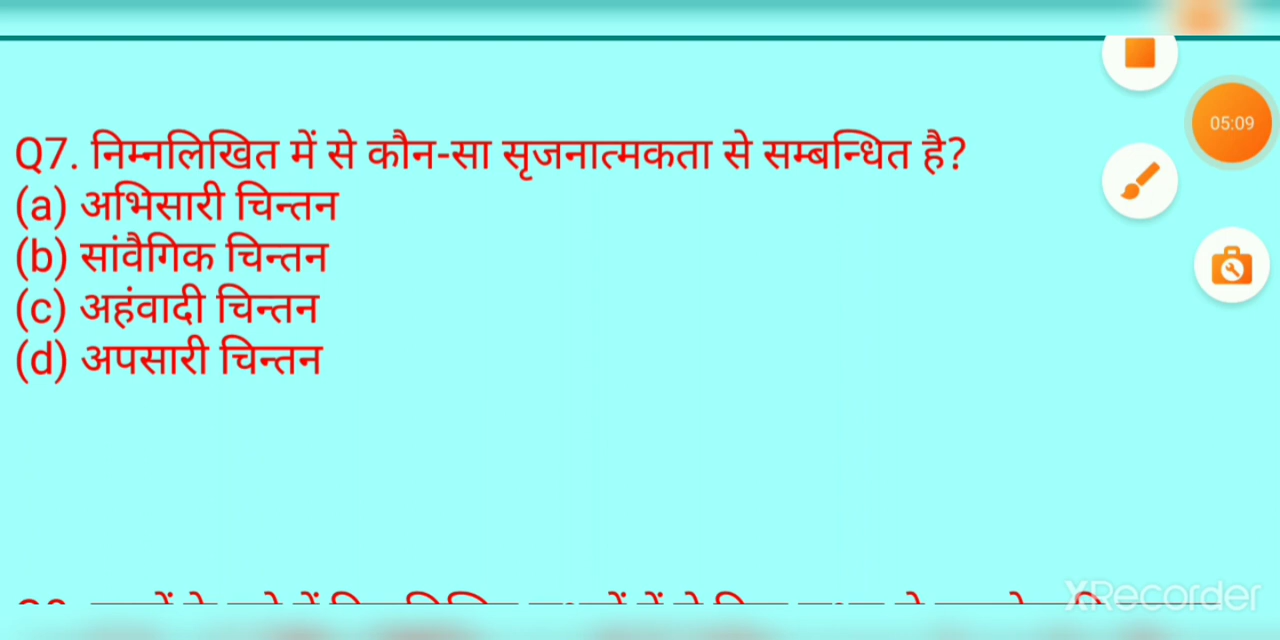 05:09
Q7. निम्नलिखित में से कौन-सा सृजनात्मकता से सम्बन्धित है?
(a) अभिसारी चिन्तन
(b) सांवैगिक चिन्तन
(c) अहंवादी चिन्तन
(d) अपसारी चिन्तन
XRecorder